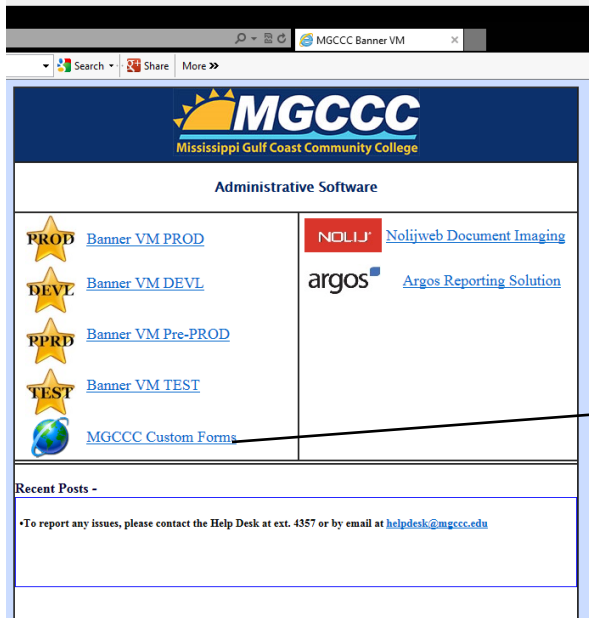 MGCCC Banner VM ×
Search Share More »
MGCCC
Mississippi Gulf Coast Community College
Administrative Software
PROD Banner VM PROD
NOLIJ Nolijweb Document Imaging
DEVL Banner VM DEVL
argos Argos Reporting Solution
PPRD Banner VM Pre-PROD
TEST Banner VM TEST
MGCCC Custom Forms
Recent Posts -
•To report any issues, please contact the Help Desk at ext. 4357 or by email at helpdesk@mgccc.edu